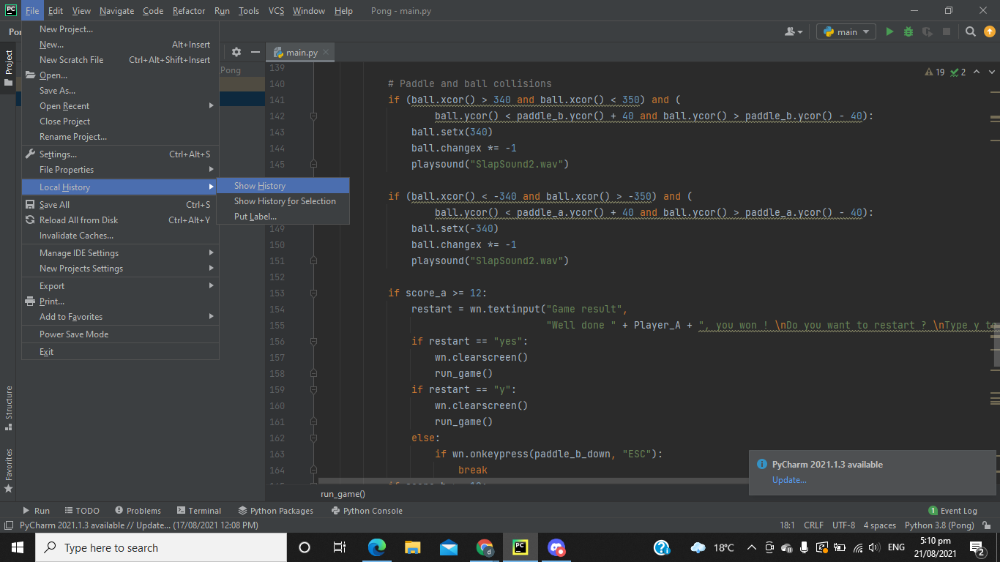 PC File Edit View Navigate Code Refactor Run Tools VCS Window Help Pong - main.py
main
New Project...
New... Alt+Insert
New Scratch File Ctrl+Alt+Shift+Insert
Open...
Save As...
Open Recent
Close Project
Rename Project...
Settings... Ctrl+Alt+S
File Properties
Local History
Save All Ctrl+S
Reload All from Disk Ctrl+Alt+Y
Invalidate Caches...
Manage IDE Settings
New Projects Settings
Export
Print...
Add to Favorites
Power Save Mode
Exit
Show History
Show History for Selection
Put Label...
Project
Structure
Favorites
Pong
main.py
19 2
139
140 # Paddle and ball collisions
141 if (ball.xcor() > 340 and ball.xcor() < 350) and (
142 ball.ycor() < paddle_b.ycor() + 40 and ball.ycor() > paddle_b.ycor() - 40):
143 ball.setx(340)
144 ball.changex *= -1
145 playsound("SlapSound2.wav")
if (ball.xcor() < -340 and ball.xcor() > -350) and (
ball.ycor() < paddle_a.ycor() + 40 and ball.ycor() > paddle_a.ycor() - 40):
149 ball.setx(-340)
150 ball.changex *= -1
151 playsound("SlapSound2.wav")
152
153 if score_a >= 12:
154 restart = wn.textinput("Game result",
155 "Well done " + Player_A + ", you won ! \nDo you want to restart ? \nType y to
156 if restart == "yes":
157 wn.clearscreen()
158 run_game()
159 if restart == "y":
160 wn.clearscreen()
161 run_game()
162 else:
163 if wn.onkeypress(paddle_b_down, "ESC"):
164 break
run_game()
PyCharm 2021.1.3 available
Update...
Run TODO Problems Terminal Python Packages Python Console 1 Event Log
PyCharm 2021.1.3 available // Update... (17/08/2021 12:08 PM) 18:1 CRLF UTF-8 4 spaces Python 3.8 (Pong)
Type here to search PC 18°C ENG 5:10 pm
21/08/2021 2